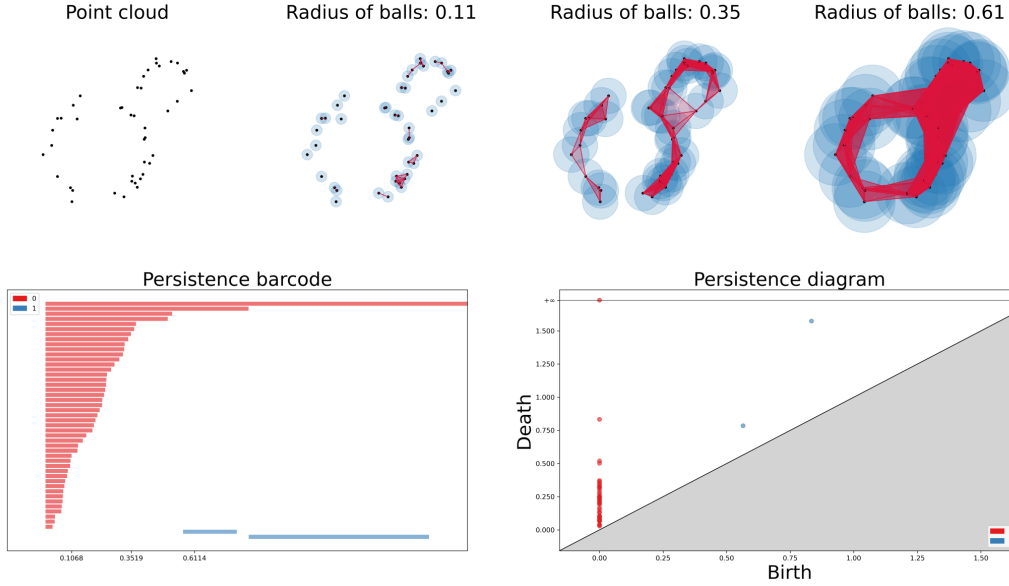 Point cloud
Radius of balls: 0.11
Radius of balls: 0.35
Radius of balls: 0.61
Persistence barcode
0
1
0.1068
0.3519
0.6114
Persistence diagram
+∞
1.500
1.250
1.000
0.750
0.500
0.250
0.000
Death
0.00
0.25
0.50
0.75
1.00
1.25
1.50
Birth